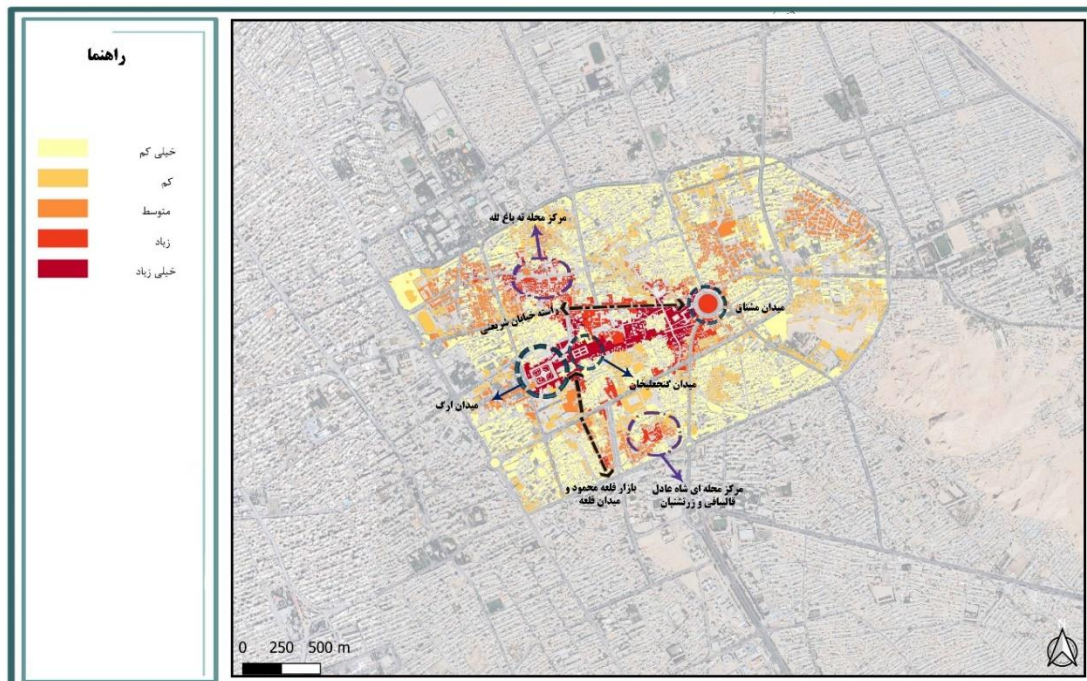 راهنما
خیلی کم
کم
متوسط
زیاد
خیلی زیاد
مرکز محله ته باغ لله
میدان مشتاق
راسته خیابان شریعتی
میدان گنجعلیخان
میدان ارگ
بازار قلعه محمود و
میدان قلعه
مرکز محله ای شاه عادل
قالیبافی و زرتشتیان
0 250 500 m